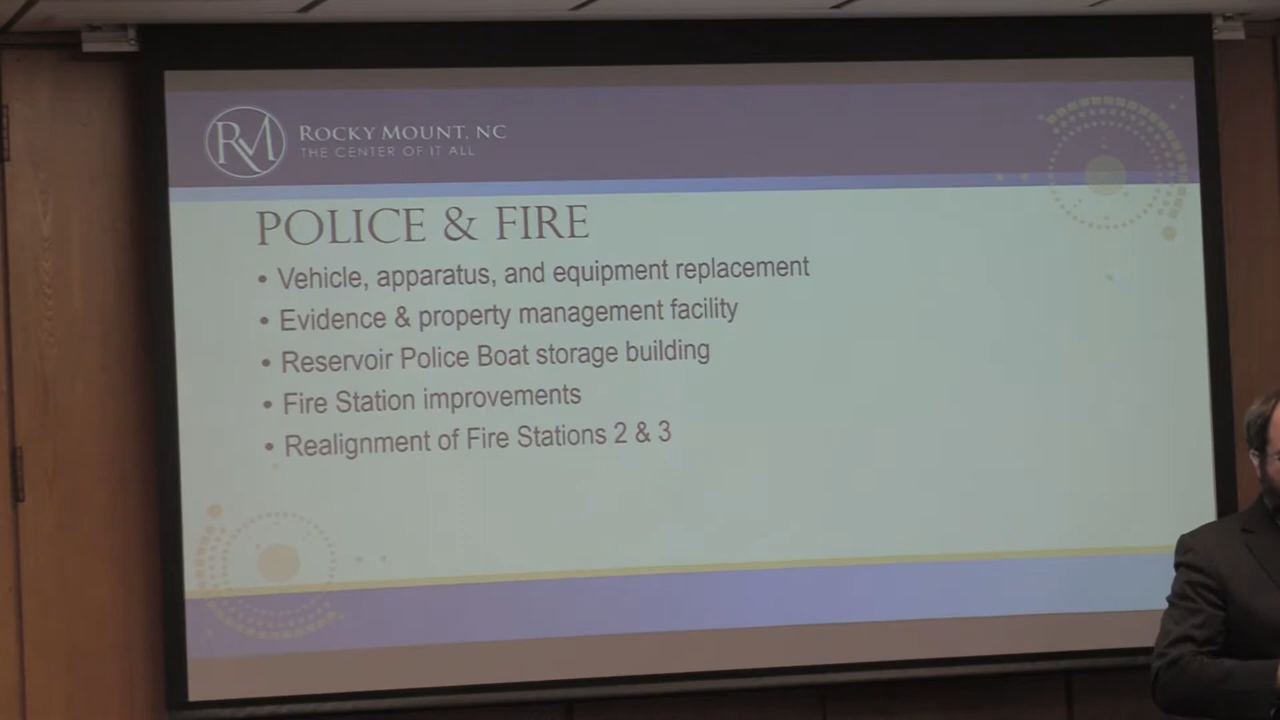 RM
ROCKY MOUNT, NC
THE CENTER OF IT ALL
POLICE & FIRE
• Vehicle, apparatus, and equipment replacement
• Evidence & property management facility
• Reservoir Police Boat storage building
• Fire Station improvements
• Realignment of Fire Stations 2 & 3